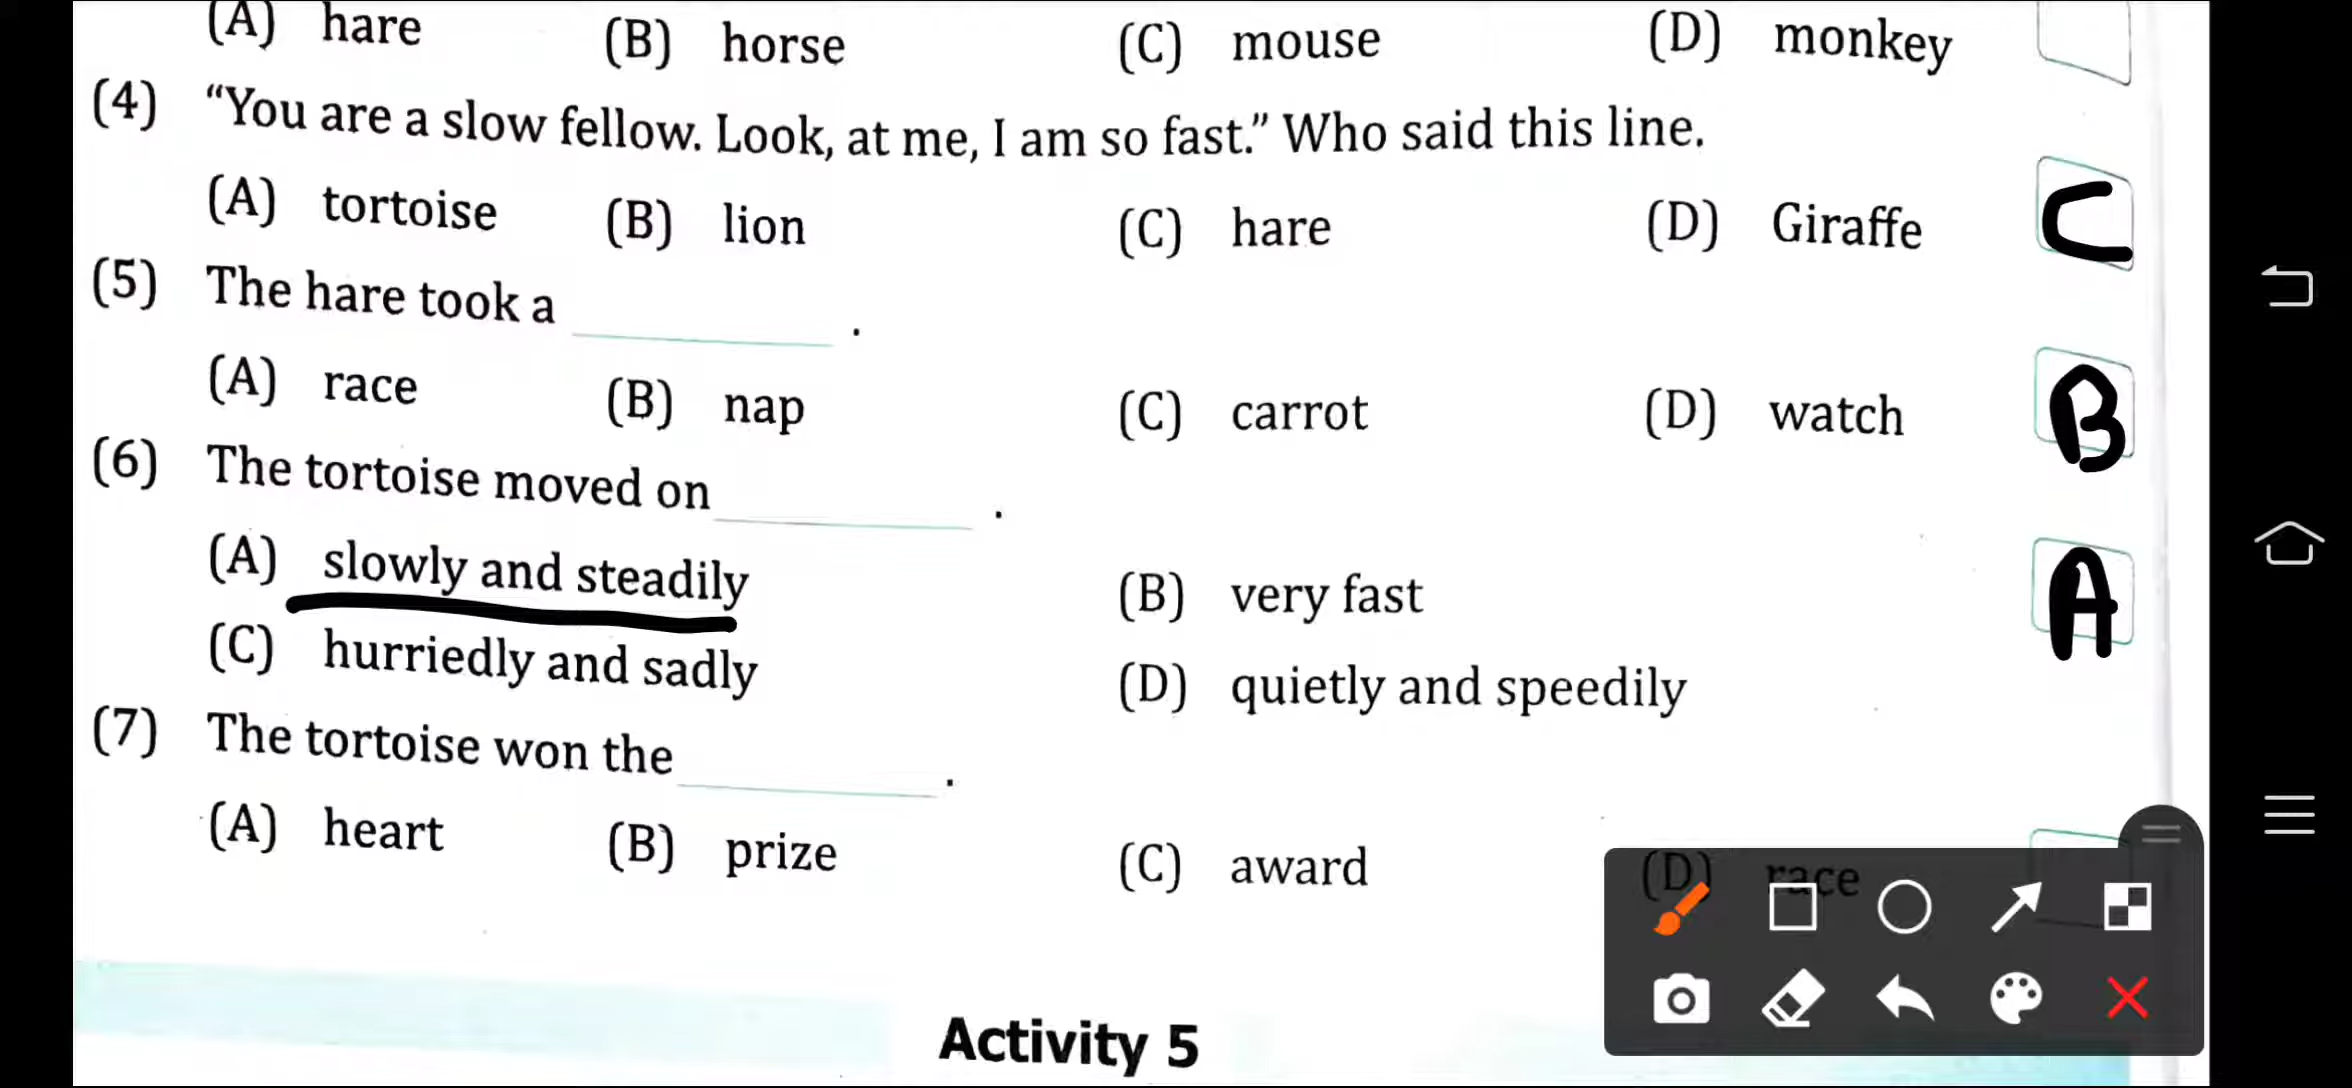 (A) hare (B) horse (C) mouse (D) monkey
(4) “You are a slow fellow. Look, at me, I am so fast.” Who said this line.
(A) tortoise (B) lion (C) hare (D) Giraffe C
(5) The hare took a ________ .
(A) race (B) nap (C) carrot (D) watch B
(6) The tortoise moved on ________ .
(A) slowly and steadily (B) very fast A
(C) hurriedly and sadly (D) quietly and speedily
(7) The tortoise won the ________ .
(A) heart (B) prize (C) award (D) race
Activity 5